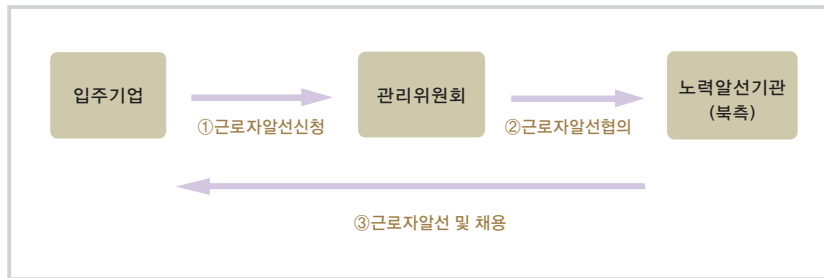 입주기업
관리위원회
노력알선기관
(북측)
①근로자알선신청
②근로자알선협의
③근로자알선 및 채용